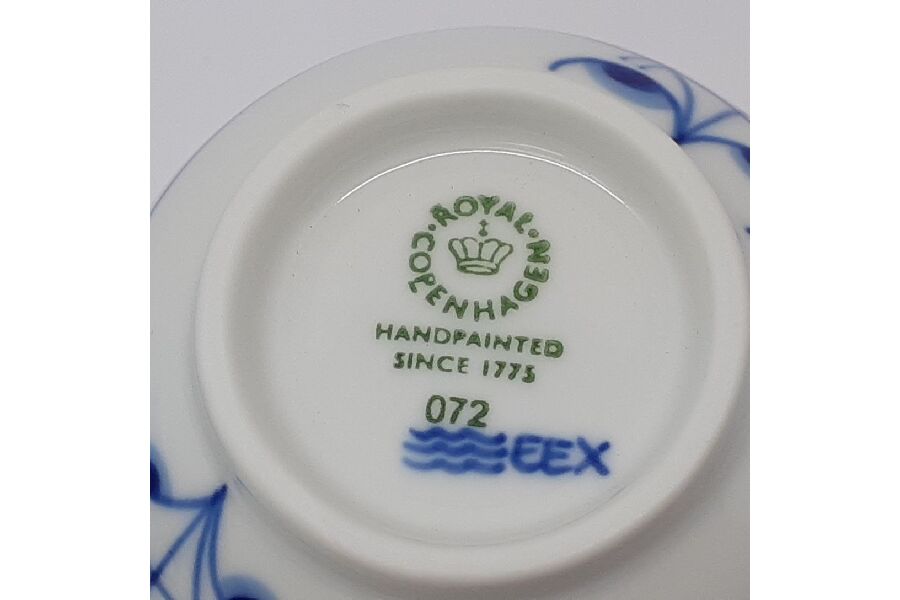 ROYAL · COPENHAGEN ·
HANDPAINTED
SINCE 1775
072
EEX